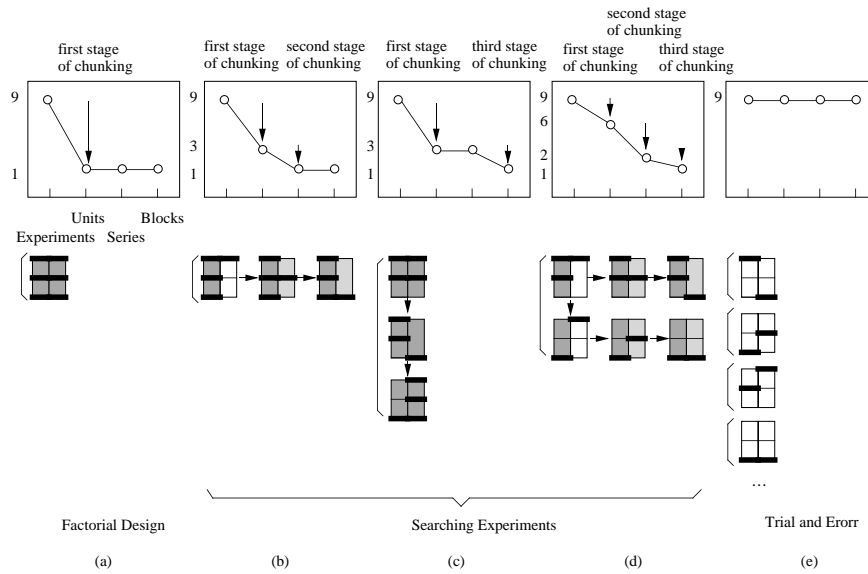 second stage
of chunking
first stage
of chunking
first stage
of chunking
second stage
of chunking
first stage
of chunking
third stage
of chunking
first stage
of chunking
third stage
of chunking
9
1
9
3
1
9
3
1
9
6
2
1
9
Units
Blocks
Experiments
Series
...
Factorial Design
Searching Experiments
Trial and Erorr
(a)
(b)
(c)
(d)
(e)